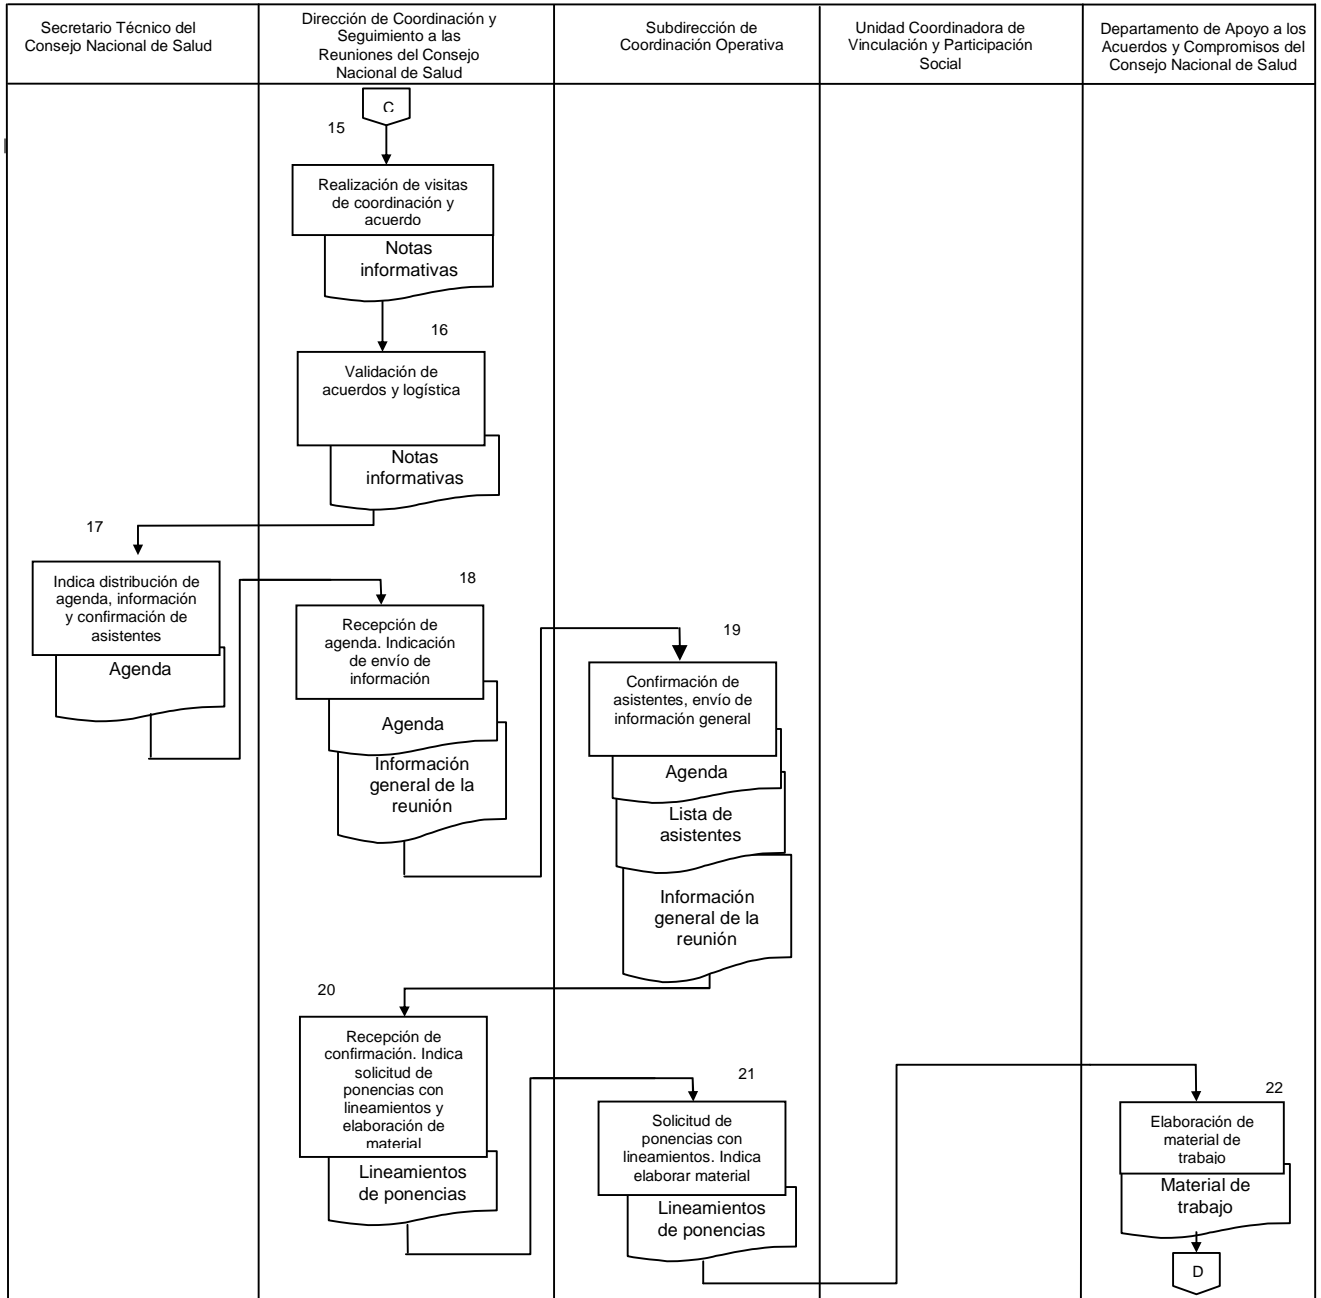 Secretario Técnico del
Consejo Nacional de Salud
Dirección de Coordinación y
Seguimiento a las
Reuniones del Consejo
Nacional de Salud
Subdirección de
Coordinación Operativa
Unidad Coordinadora de
Vinculación y Participación
Social
Departamento de Apoyo a los
Acuerdos y Compromisos del
Consejo Nacional de Salud
C
15
Realización de visitas
de coordinación y
acuerdo
Notas
informativas
16
Validación de
acuerdos y logística
Notas
informativas
17
Indica distribución de
agenda, información
y confirmación de
asistentes
Agenda
18
Recepción de
agenda. Indicación
de envío de
información
Agenda
Información
general de la
reunión
19
Confirmación de
asistentes, envío de
información general
Agenda
Lista de
asistentes
Información
general de la
reunión
20
Recepción de
confirmación. Indica
solicitud de
ponencias con
lineamientos y
elaboración de
material
Lineamientos
de ponencias
21
Solicitud de
ponencias con
lineamientos. Indica
elaborar material
Lineamientos
de ponencias
22
Elaboración de
material de
trabajo
Material de
trabajo
D